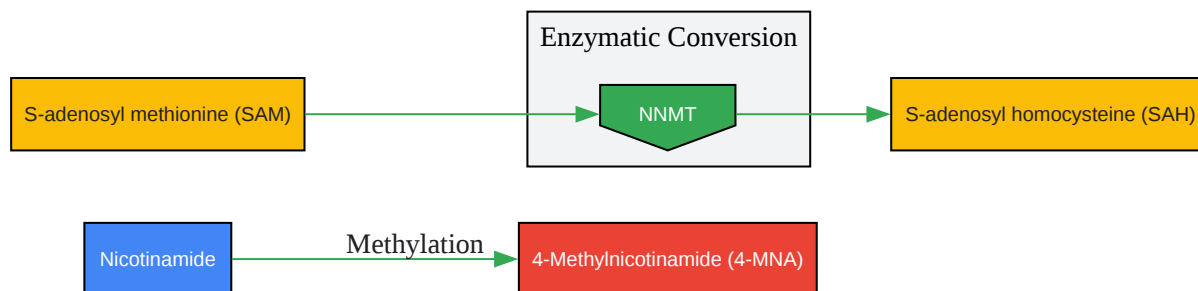 Enzymatic Conversion
S-adenosyl methionine (SAM)
NNMT
S-adenosyl homocysteine (SAH)
Methylation
Nicotinamide
4-Methylnicotinamide (4-MNA)